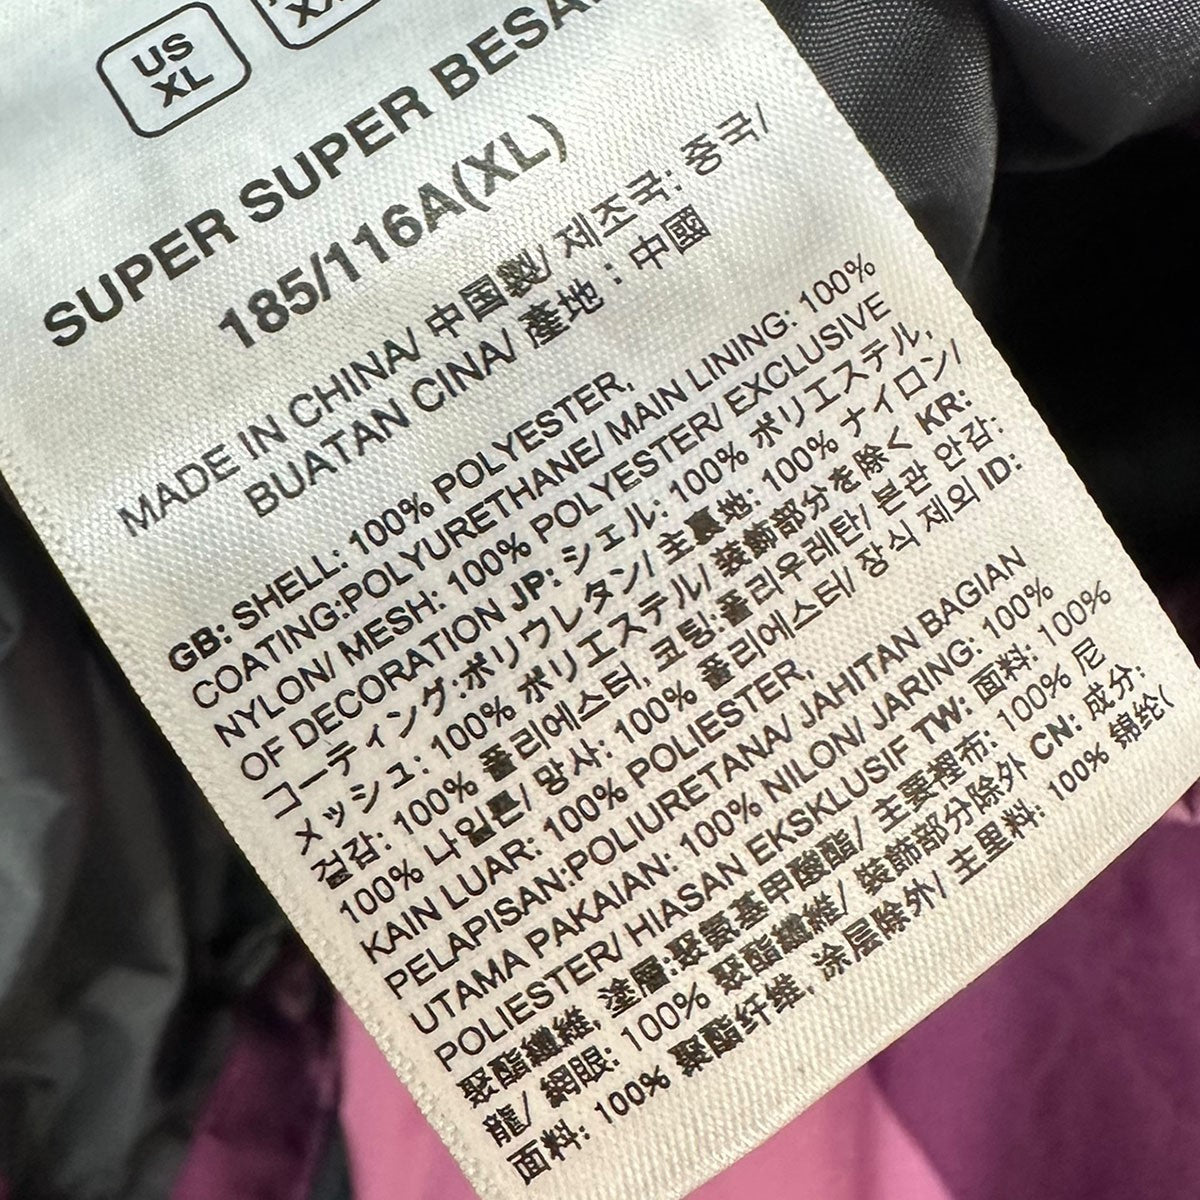 US
XL
SUPER SUPER BESA
185/116A(XL)
MADE IN CHINA/ 中国製/ 제조국: 중국/
BUATAN CINA/ 產地：中國
GB: SHELL: 100% POLYESTER,
COATING:POLYURETHANE/ MAIN LINING: 100%
NYLON/ MESH: 100% POLYESTER/ EXCLUSIVE
OF DECORATION JP: シェル: 100% ポリエステル,
コーティング:ポリウレタン/ 主裏地: 100% ナイロン/
メッシュ: 100% ポリエステル/ 装飾部分を除く KR:
겉감: 100% 폴리에스터, 코팅:폴리우레탄/ 본판 안감:
100% 나일론/ 망사: 100% 폴리에스터/ 장식 제외 ID:
KAIN LUAR: 100% POLIESTER,
PELAPISAN:POLIURETANA/ JAHITAN BAGIAN
UTAMA PAKAIAN: 100% NILON/ JARING: 100%
POLIESTER/ HIASAN EKSKLUSIF TW: 面料: 100%
聚酯纖維, 塗層:聚氨基甲酸酯/ 主要裡布: 100% 尼
龍/ 網眼: 100% 聚酯纖維/ 裝飾部分除外 CN: 成分:
面料: 100% 聚酯纤维, 涂层除外/ 主里料: 100% 锦纶(